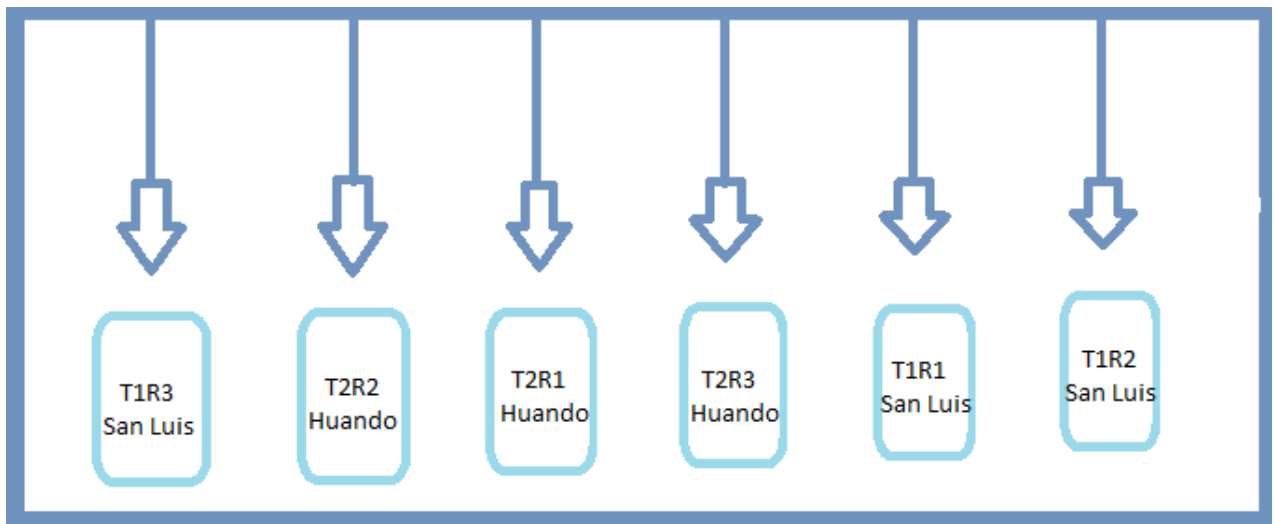 T1R3
San Luis
T2R2
Huando
T2R1
Huando
T2R3
Huando
T1R1
San Luis
T1R2
San Luis